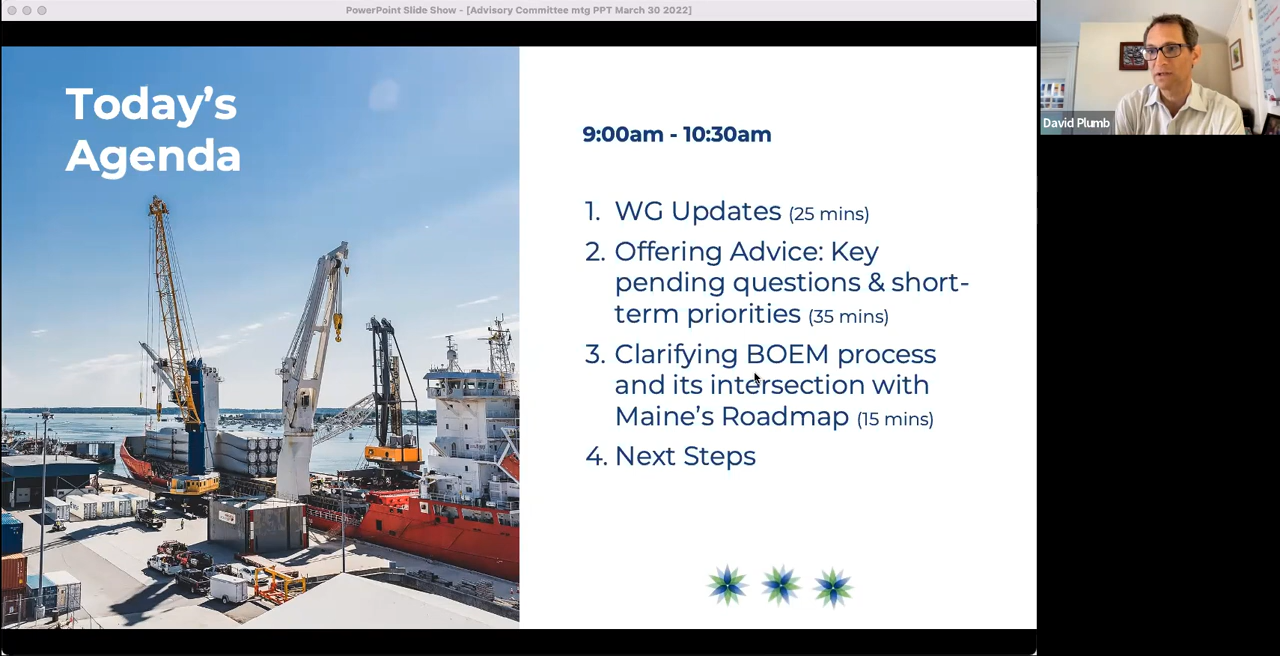 PowerPoint Slide Show - [Advisory Committee mtg PPT March 30 2022]
Today's
Agenda
9:00am - 10:30am
1. WG Updates (25 mins)
2. Offering Advice: Key
pending questions & short-
term priorities (35 mins)
3. Clarifying BOEM process
and its intersection with
Maine's Roadmap (15 mins)
4. Next Steps
David Plumb